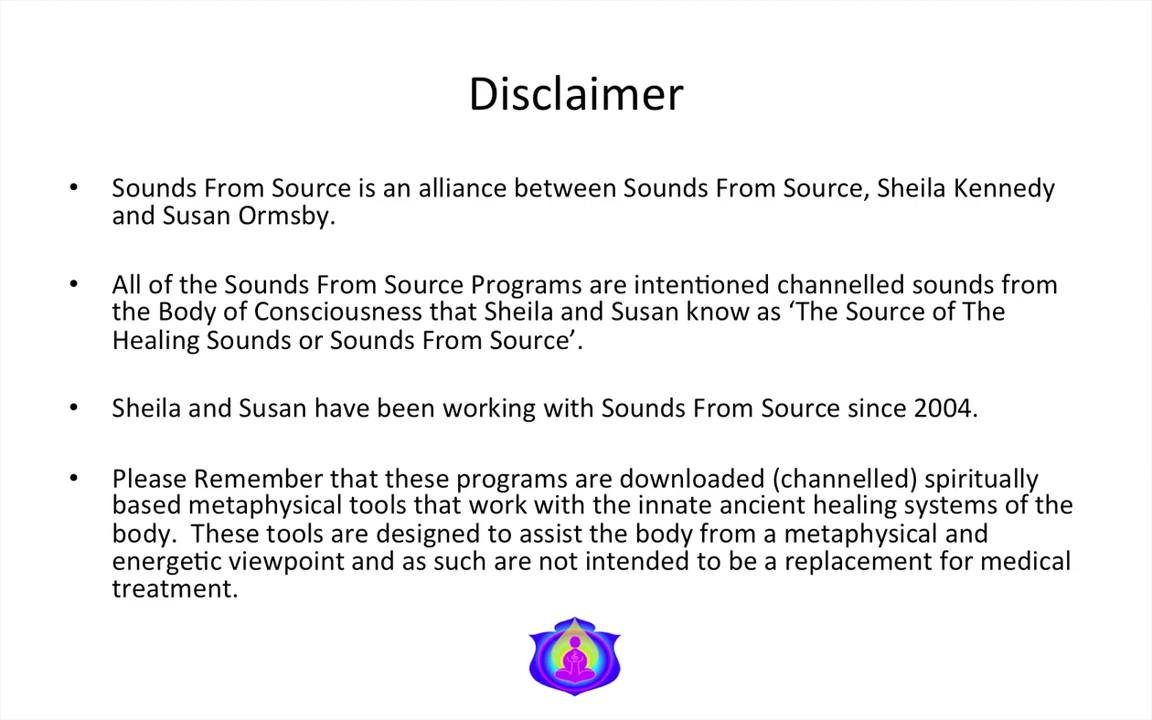 Disclaimer
• Sounds From Source is an alliance between Sounds From Source, Sheila Kennedy
and Susan Ormsby.
• All of the Sounds From Source Programs are intentioned channelled sounds from
the Body of Consciousness that Sheila and Susan know as ‘The Source of The
Healing Sounds or Sounds From Source’.
• Sheila and Susan have been working with Sounds From Source since 2004.
• Please Remember that these programs are downloaded (channelled) spiritually
based metaphysical tools that work with the innate ancient healing systems of the
body.  These tools are designed to assist the body from a metaphysical and
energetic viewpoint and as such are not intended to be a replacement for medical
treatment.